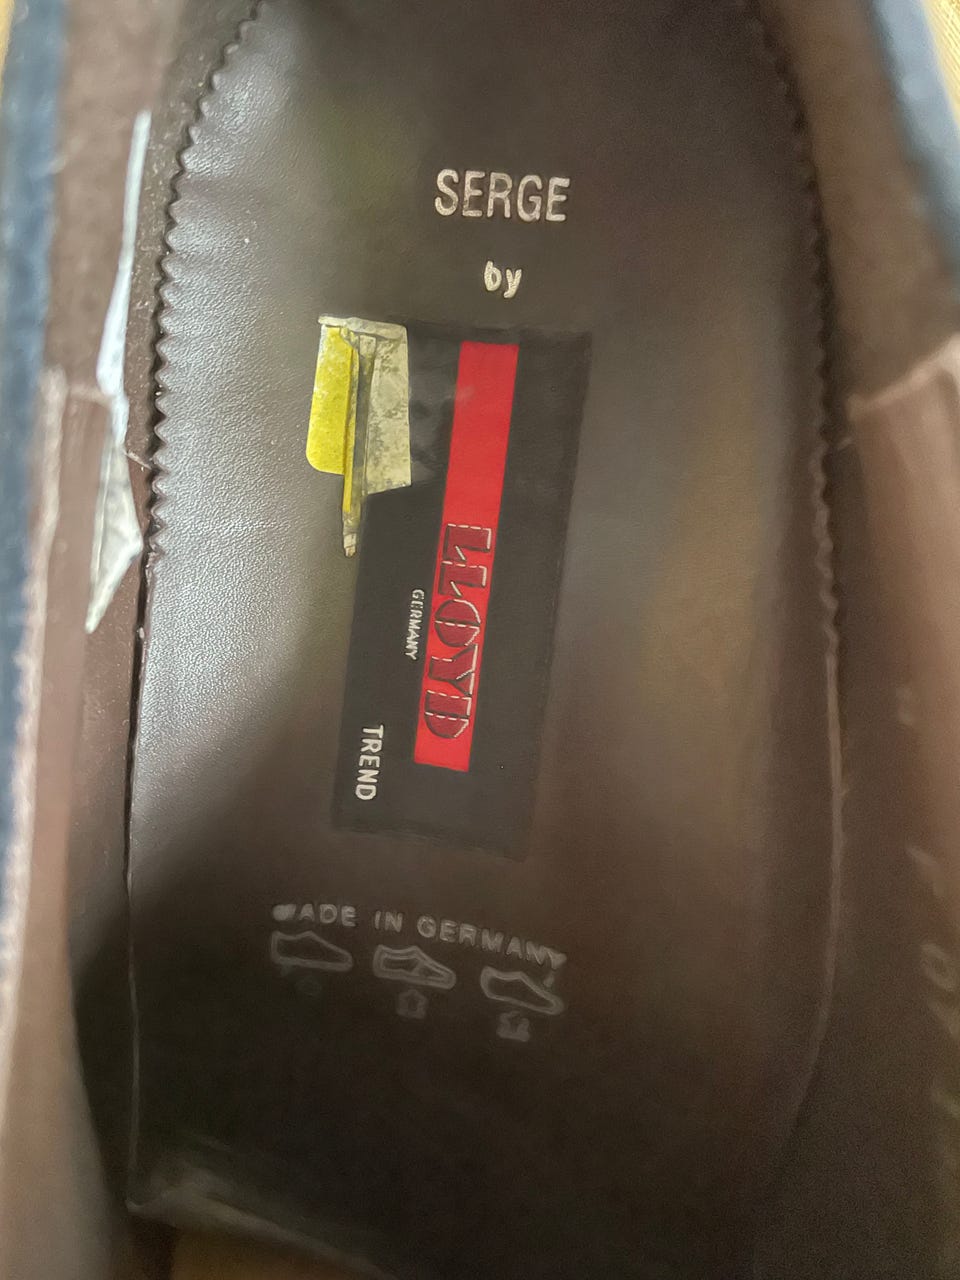 SERGE
by
LLOYD
GERMANY
TREND
MADE IN GERMANY